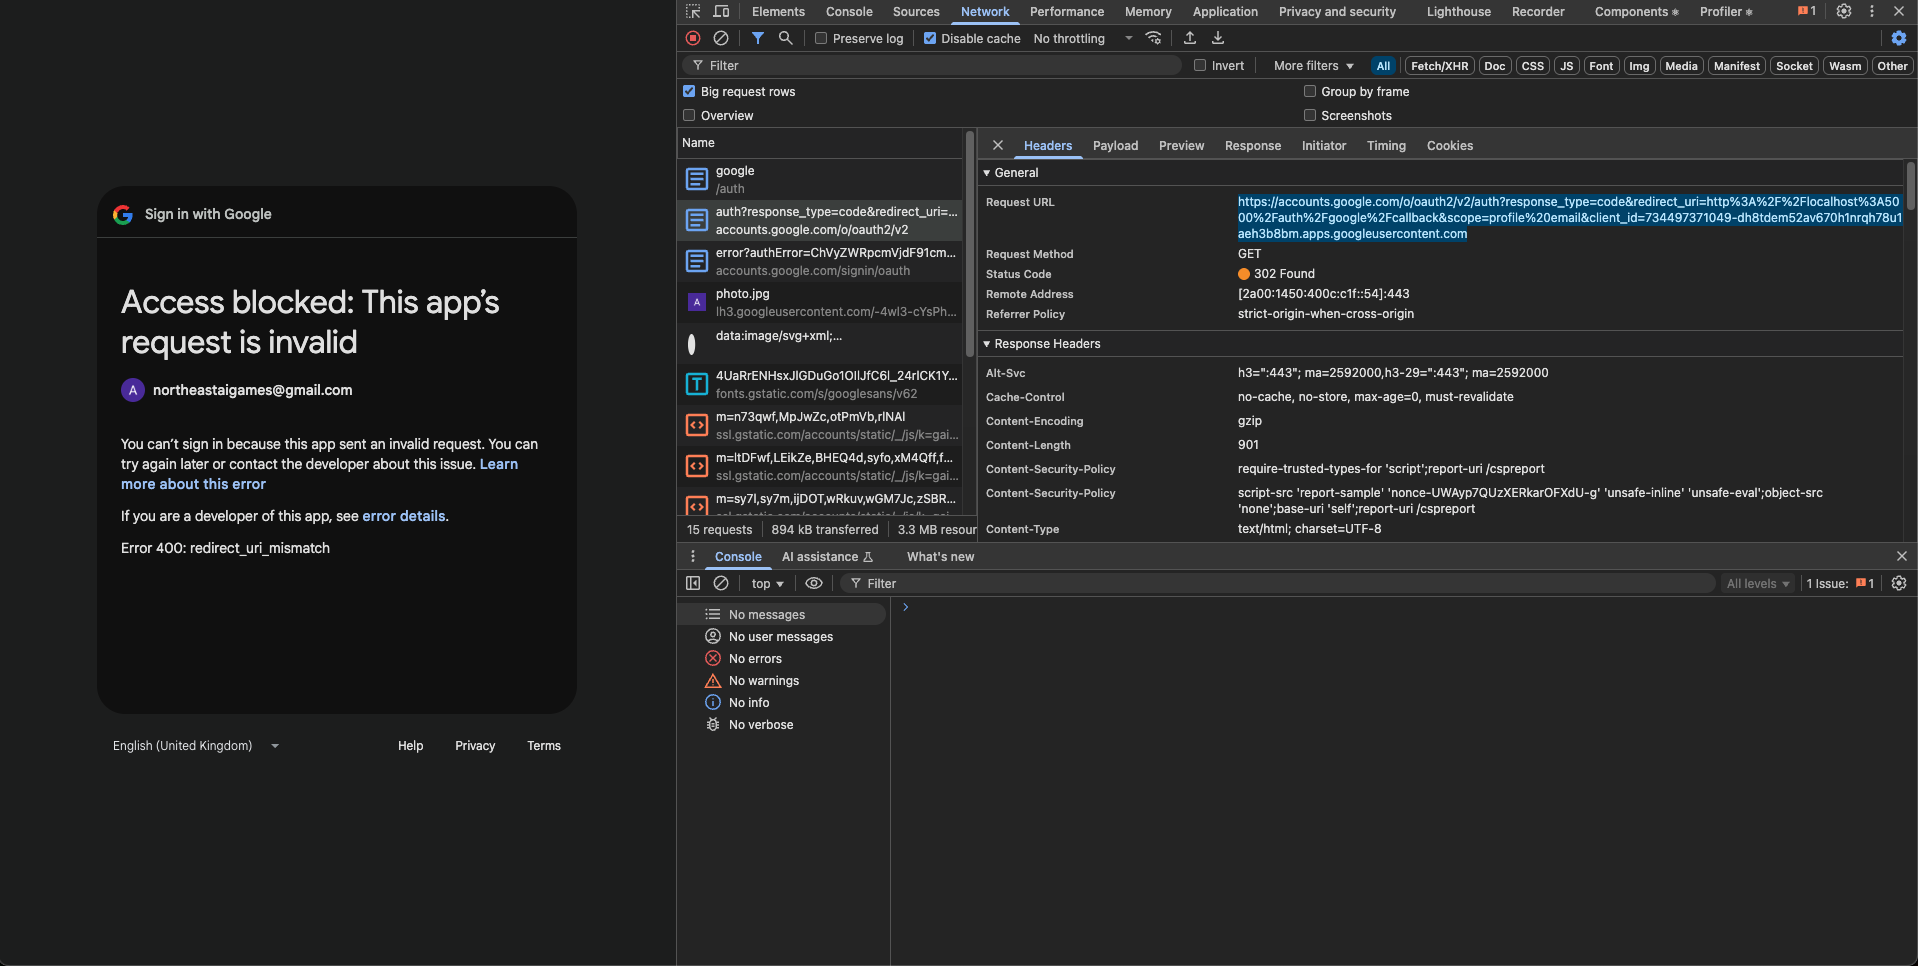 Sign in with Google
Access blocked: This app's
request is invalid
A
northeastaigames@gmail.com
You can't sign in because this app sent an invalid request. You can
try again later or contact the developer about this issue. Learn
more about this error
If you are a developer of this app, see error details.
Error 400: redirect_uri_mismatch
English (United Kingdom)
Help
Privacy
Terms
Elements
Console
Sources
Network
Performance
Memory
Application
Privacy and security
Lighthouse
Recorder
Components
Profiler
1
Preserve log
Disable cache
No throttling
Filter
Invert
More filters
All
Fetch/XHR
Doc
CSS
JS
Font
Img
Media
Manifest
Socket
Wasm
Other
Big request rows
Group by frame
Overview
Screenshots
Name
google
/auth
auth?response_type=code&redirect_uri=...
accounts.google.com/o/oauth2/v2
error?authError=ChVyZWRpcmVjdF91cm...
accounts.google.com/signin/oauth
A
photo.jpg
lh3.googleusercontent.com/-4wI3-cYsPh...
data:image/svg+xml;...
T
4UaRrENHsxJlGDuGo1OIlJfC6l_24rlCK1Y...
fonts.gstatic.com/s/googlesans/v62
m=n73qwf,MpJwZc,otPmVb,rlNAl
ssl.gstatic.com/accounts/static/_/js/k=gai...
m=ltDFwf,LEikZe,BHEQ4d,syfo,xM4Qff,f...
ssl.gstatic.com/accounts/static/_/js/k=gai...
m=sy7l,sy7m,ijDOT,wRkuv,wGM7Jc,zSBR...
ssl.gstatic.com/accounts/static/_/js/k=gai...
15 requests
894 kB transferred
3.3 MB resour
Headers
Payload
Preview
Response
Initiator
Timing
Cookies
General
Request URL
https://accounts.google.com/o/oauth2/v2/auth?response_type=code&redirect_uri=http%3A%2F%2Flocalhost%3A50
00%2Fauth%2Fgoogle%2Fcallback&scope=profile%20email&client_id=734497371049-dh8tdem52av670h1nrqh78u1
aeh3b8bm.apps.googleusercontent.com
Request Method
GET
Status Code
302 Found
Remote Address
[2a00:1450:400c:c1f::54]:443
Referrer Policy
strict-origin-when-cross-origin
Response Headers
Alt-Svc
h3=":443"; ma=2592000,h3-29=":443"; ma=2592000
Cache-Control
no-cache, no-store, max-age=0, must-revalidate
Content-Encoding
gzip
Content-Length
901
Content-Security-Policy
require-trusted-types-for 'script';report-uri /cspreport
Content-Security-Policy
script-src 'report-sample' 'nonce-UWAyp7QUzXERkarOFXdU-g' 'unsafe-inline' 'unsafe-eval';object-src
'none';base-uri 'self';report-uri /cspreport
Content-Type
text/html; charset=UTF-8
Console
AI assistance
What's new
top
Filter
All levels
1 Issue:
1
No messages
No user messages
No errors
No warnings
No info
No verbose